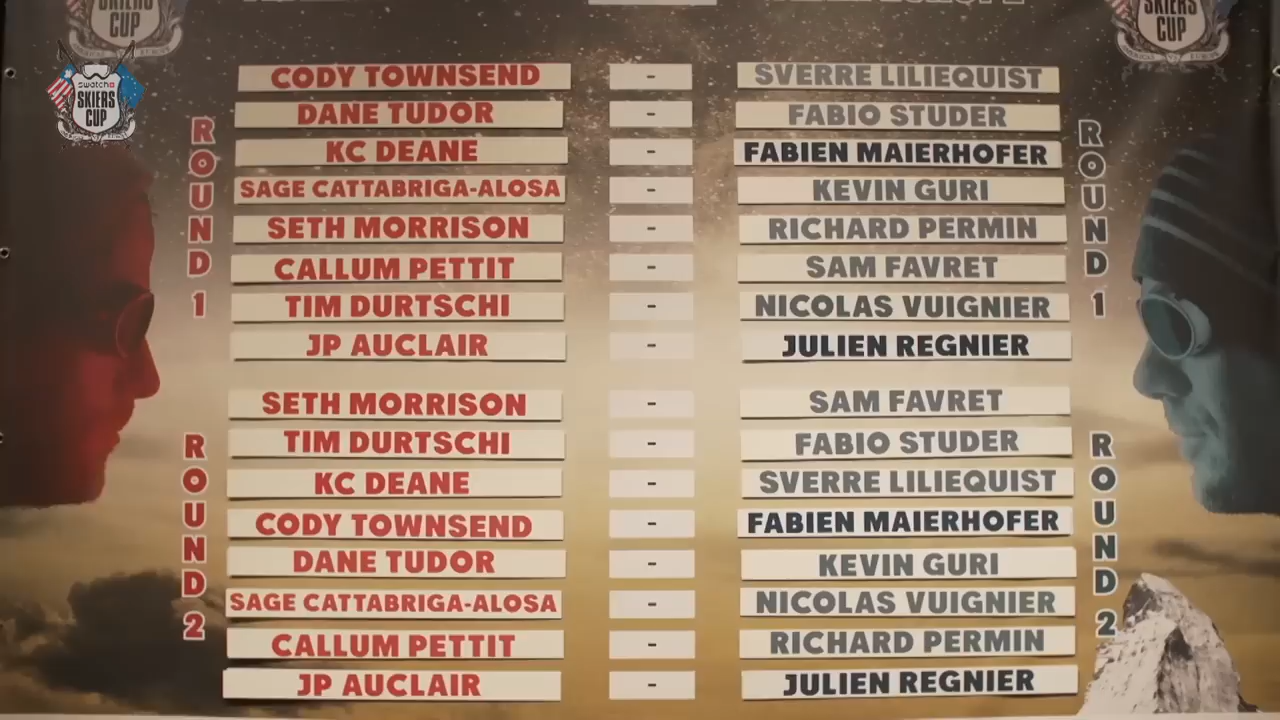 SKIERS
CUP
SKIERS
CUP
swatch
SKIERS
CUP
ROUND 1
CODY TOWNSEND - SVERRE LILIEQUIST
DANE TUDOR - FABIO STUDER
KC DEANE - FABIEN MAIERHOFER
SAGE CATTABRIGA-ALOSA - KEVIN GURI
SETH MORRISON - RICHARD PERMIN
CALLUM PETTIT - SAM FAVRET
TIM DURTSCHI - NICOLAS VUIGNIER
JP AUCLAIR - JULIEN REGNIER
ROUND 1
ROUND 2
SETH MORRISON - SAM FAVRET
TIM DURTSCHI - FABIO STUDER
KC DEANE - SVERRE LILIEQUIST
CODY TOWNSEND - FABIEN MAIERHOFER
DANE TUDOR - KEVIN GURI
SAGE CATTABRIGA-ALOSA - NICOLAS VUIGNIER
CALLUM PETTIT - RICHARD PERMIN
JP AUCLAIR - JULIEN REGNIER
ROUND 2